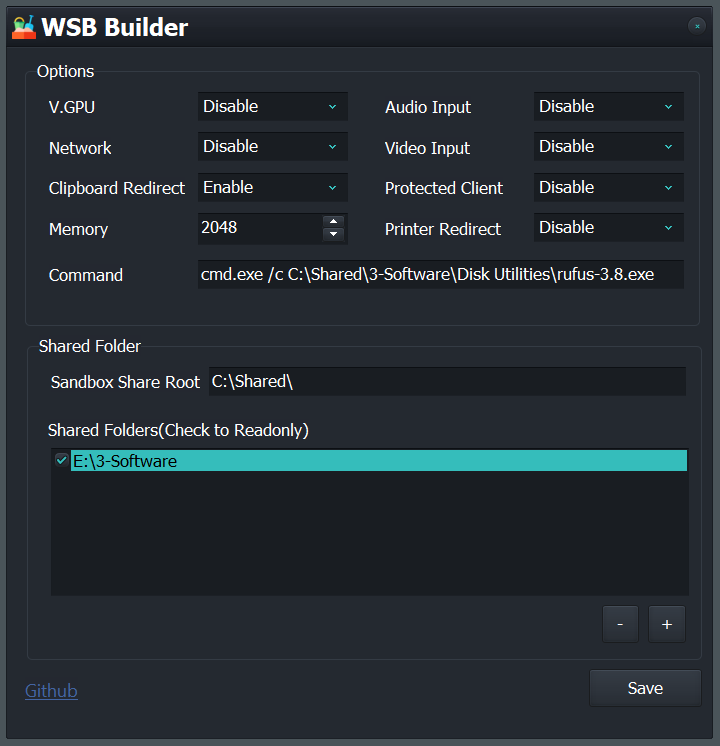 WSB Builder
Options
V.GPU Disable Audio Input Disable
Network Disable Video Input Disable
Clipboard Redirect Enable Protected Client Disable
Memory 2048 Printer Redirect Disable
Command cmd.exe /c C:\Shared\3-Software\Disk Utilities\rufus-3.8.exe
Shared Folder
Sandbox Share Root C:\Shared\
Shared Folders(Check to Readonly)
E:\3-Software
- +
Github Save